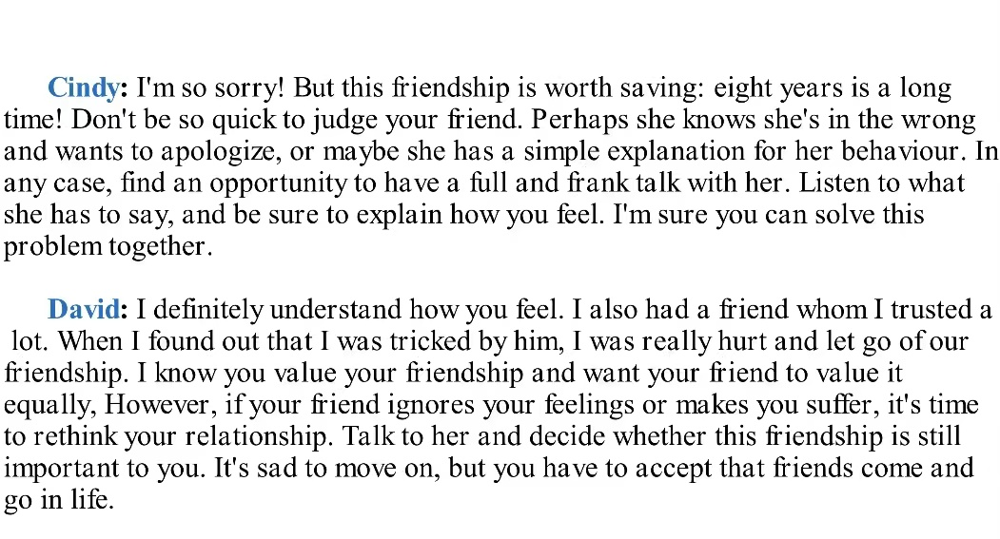 Cindy: I'm so sorry! But this friendship is worth saving: eight years is a long
time! Don't be so quick to judge your friend. Perhaps she knows she's in the wrong
and wants to apologize, or maybe she has a simple explanation for her behaviour. In
any case, find an opportunity to have a full and frank talk with her. Listen to what
she has to say, and be sure to explain how you feel. I'm sure you can solve this
problem together.
David: I definitely understand how you feel. I also had a friend whom I trusted a
lot. When I found out that I was tricked by him, I was really hurt and let go of our
friendship. I know you value your friendship and want your friend to value it
equally, However, if your friend ignores your feelings or makes you suffer, it's time
to rethink your relationship. Talk to her and decide whether this friendship is still
important to you. It's sad to move on, but you have to accept that friends come and
go in life.